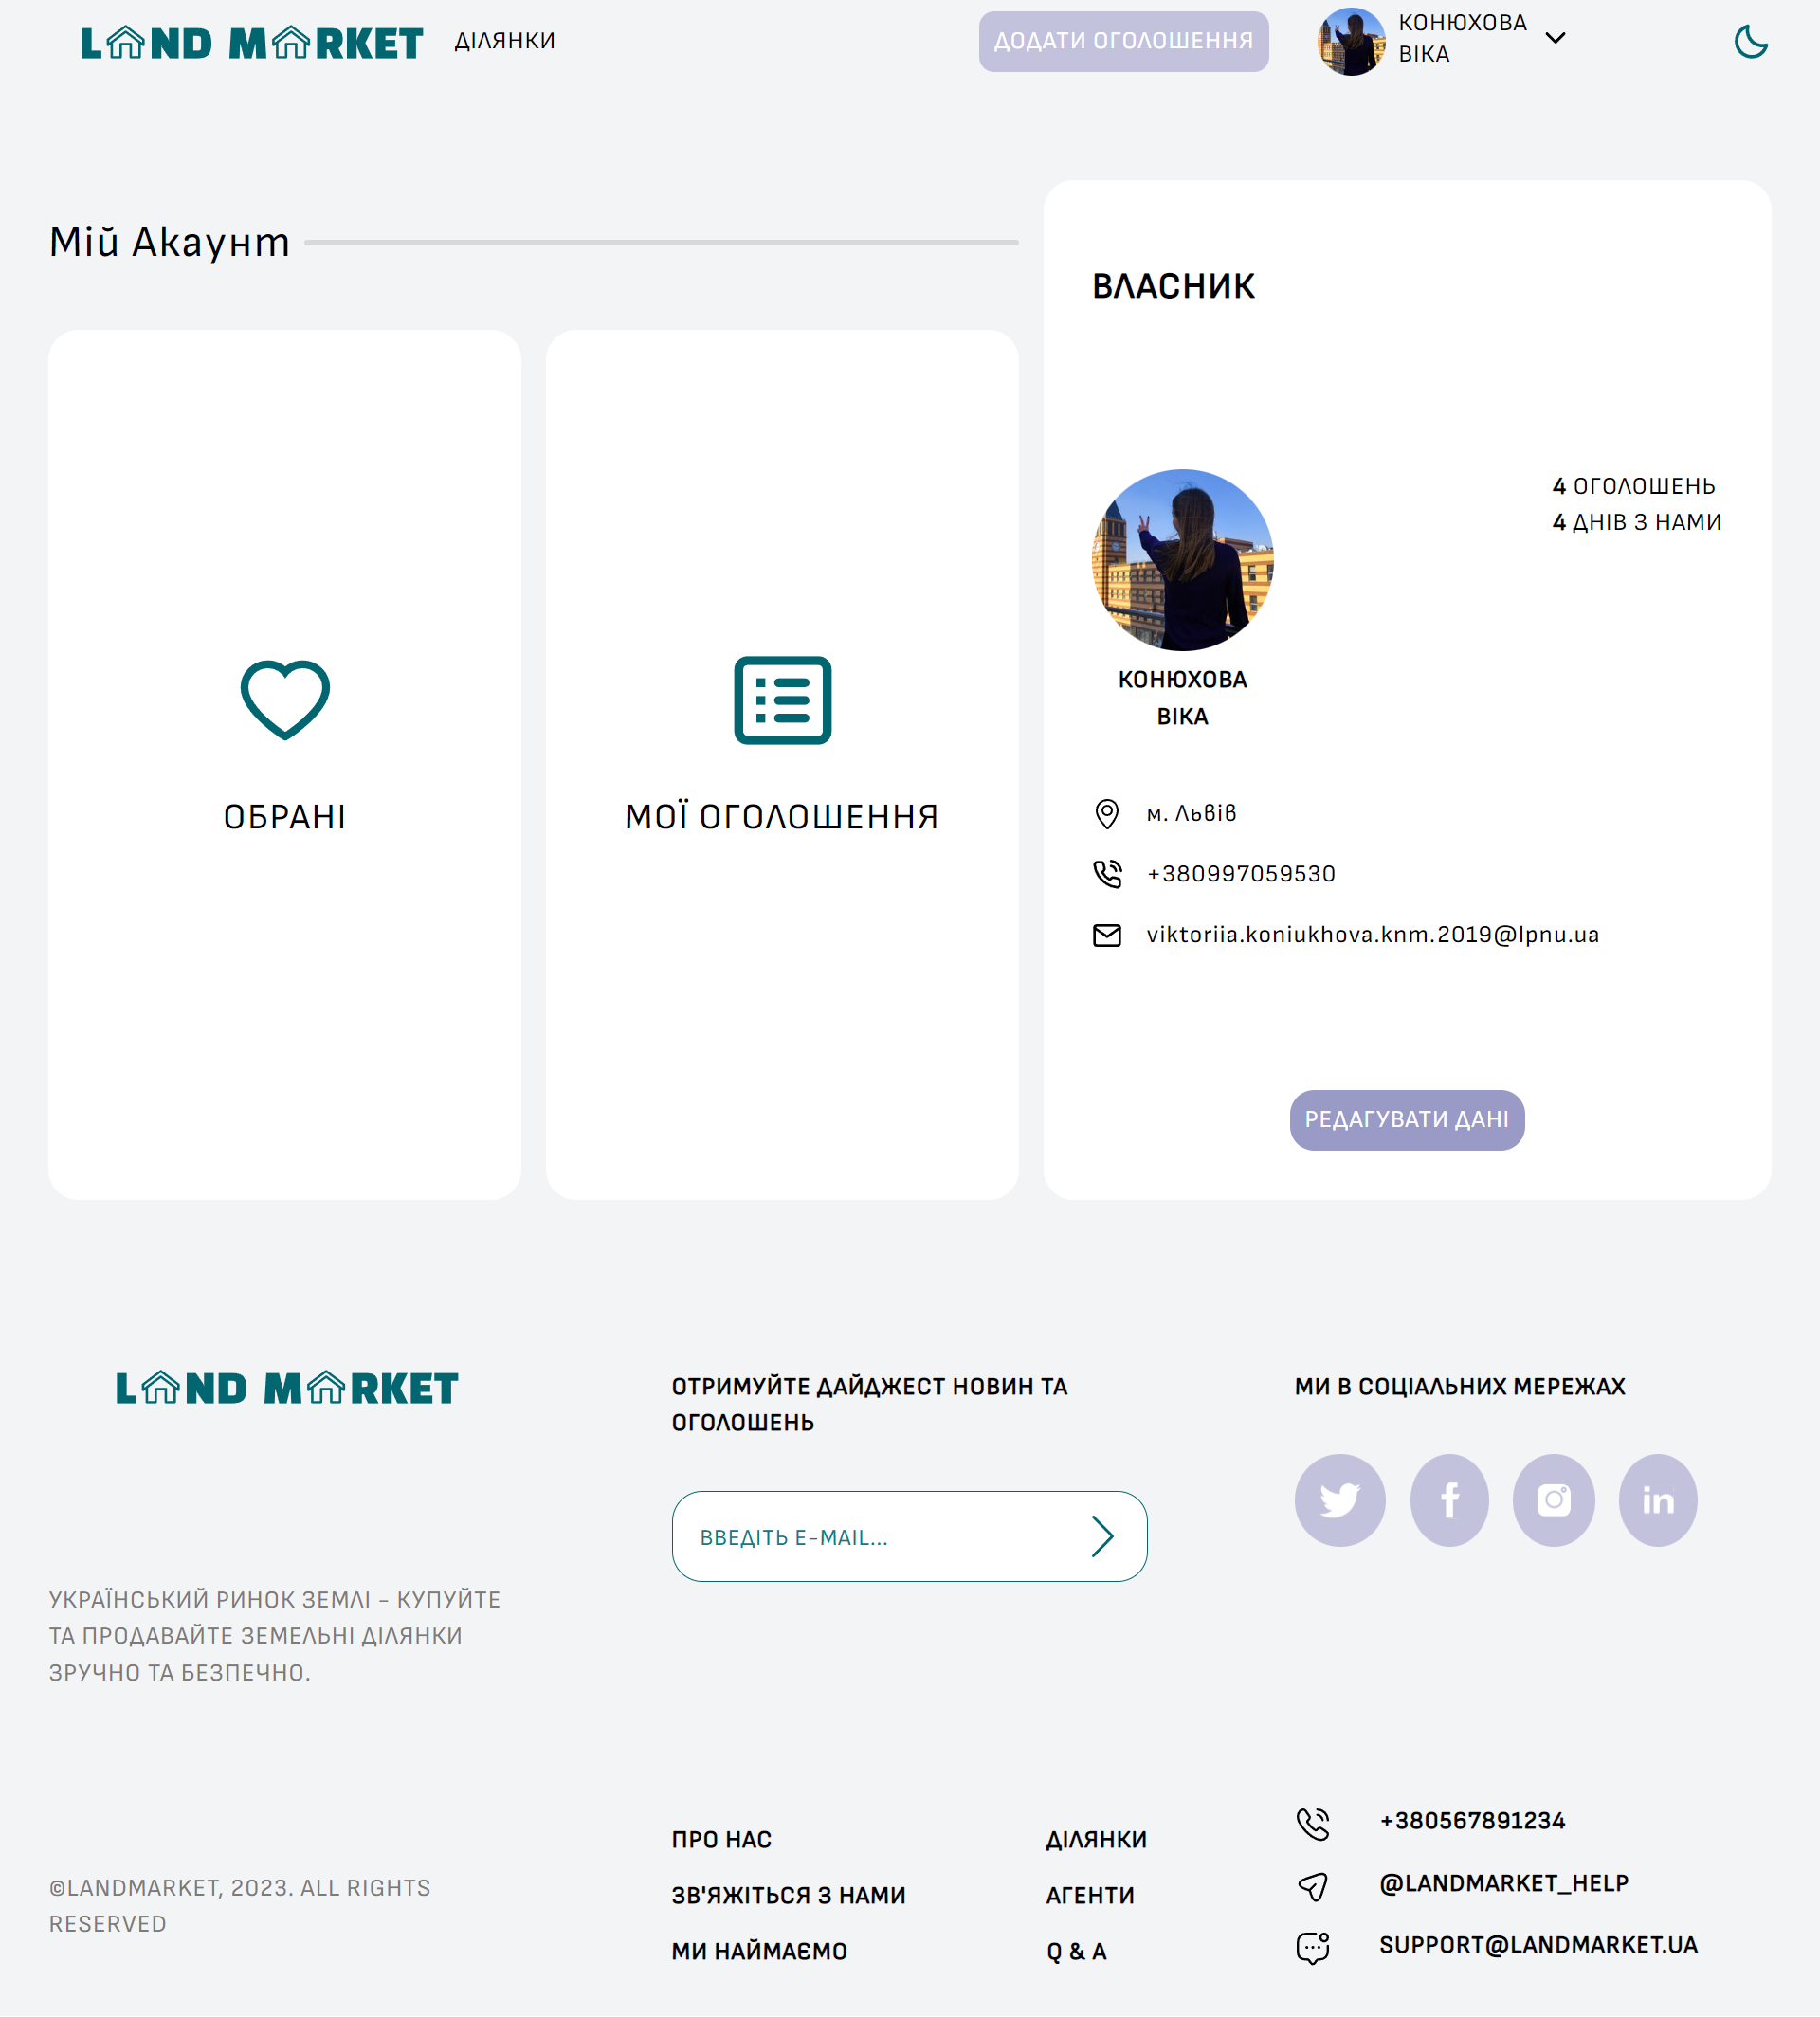 LAND MARKET
ДІЛЯНКИ
ДОДАТИ ОГОЛОШЕННЯ
КОНЮХОВА
ВІКА
Мій Акаунт
ОБРАНІ
МОЇ ОГОЛОШЕННЯ
ВЛАСНИК
4 ОГОЛОШЕНЬ
4 ДНІВ З НАМИ
КОНЮХОВА
ВІКА
м. Львів
+380997059530
viktoriia.koniukhova.knm.2019@lpnu.ua
РЕДАГУВАТИ ДАНІ
LAND MARKET
УКРАЇНСЬКИЙ РИНОК ЗЕМЛІ - КУПУЙТЕ
ТА ПРОДАВАЙТЕ ЗЕМЕЛЬНІ ДІЛЯНКИ
ЗРУЧНО ТА БЕЗПЕЧНО.
©LANDMARKET, 2023. ALL RIGHTS
RESERVED
ОТРИМУЙТЕ ДАЙДЖЕСТ НОВИН ТА
ОГОЛОШЕНЬ
ВВЕДІТЬ E-MAIL...
ПРО НАС
ЗВ'ЯЖІТЬСЯ З НАМИ
МИ НАЙМАЄМО
ДІЛЯНКИ
АГЕНТИ
Q & A
МИ В СОЦІАЛЬНИХ МЕРЕЖАХ
+380567891234
@LANDMARKET_HELP
SUPPORT@LANDMARKET.UA